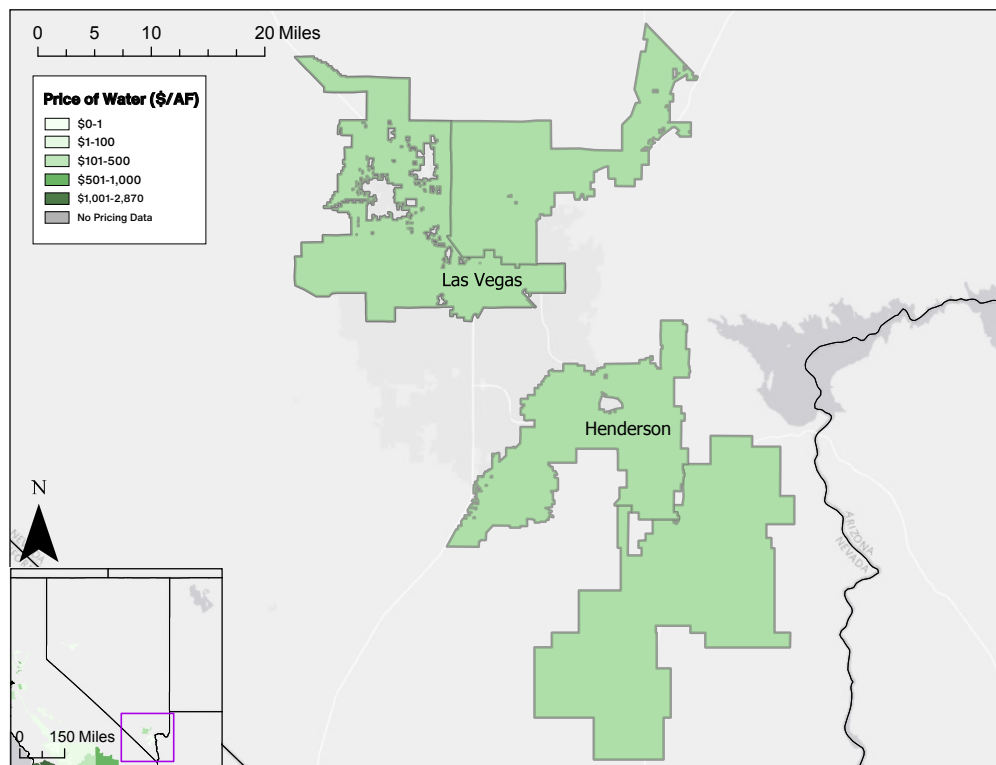 0 5 10 20 Miles
Price of Water ($/AF)
$0-1
$1-100
$101-500
$501-1,000
$1,001-2,870
No Pricing Data
Las Vegas
Henderson
N
ARIZONA
NEVADA
NEVADA
0 150 Miles